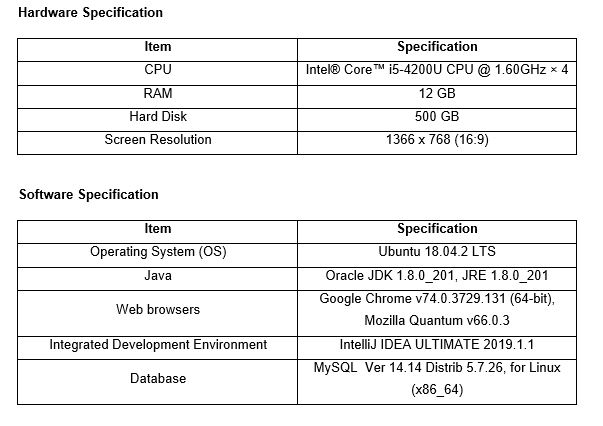 Hardware Specification
Item Specification
CPU Intel® Core™ i5-4200U CPU @ 1.60GHz × 4
RAM 12 GB
Hard Disk 500 GB
Screen Resolution 1366 x 768 (16:9)
Software Specification
Item Specification
Operating System (OS) Ubuntu 18.04.2 LTS
Java Oracle JDK 1.8.0_201, JRE 1.8.0_201
Web browsers Google Chrome v74.0.3729.131 (64-bit),
Mozilla Quantum v66.0.3
Integrated Development Environment IntelliJ IDEA ULTIMATE 2019.1.1
Database MySQL  Ver 14.14 Distrib 5.7.26, for Linux
(x86_64)